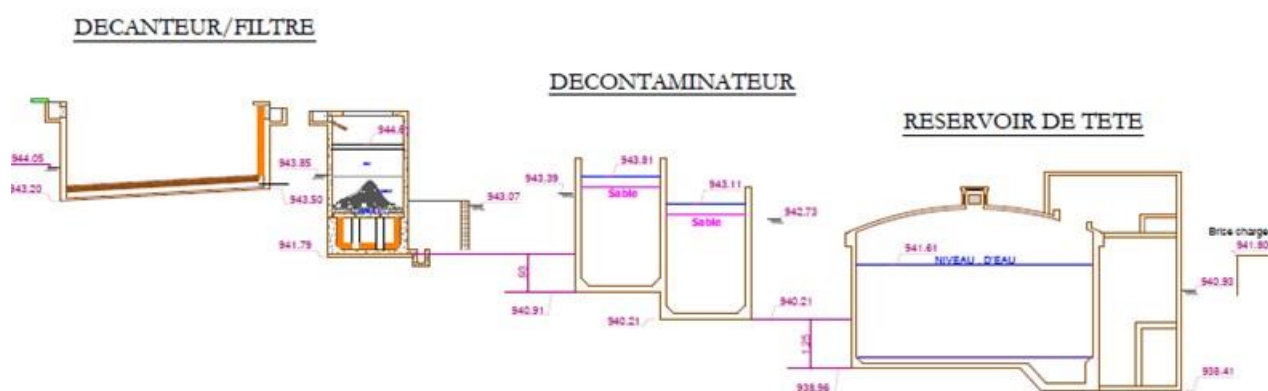 DECANTEUR/FILTRE
DECONTAMINATEUR
RESERVOIR DE TETE
944.05
943.20
943.85
943.50
941.79
943.07
943.39
943.81
Sable
943.11
Sable
942.73
940.91
940.21
940.21
1.25
938.96
941.61
NIVEAU D'EAU
Brise charge
941.80
940.93
938.41